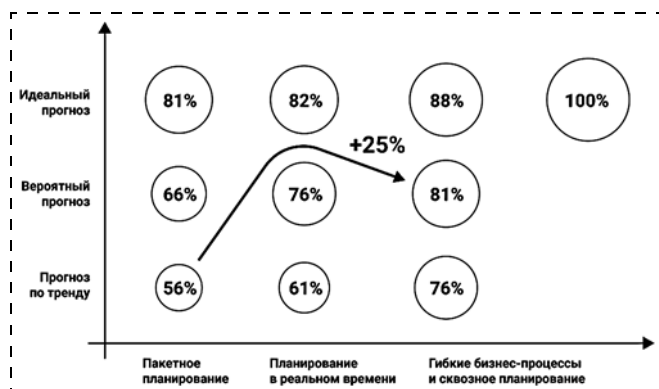 Идеальный
прогноз
81%
82%
88%
100%
+25%
Вероятный
прогноз
66%
76%
81%
Прогноз
по тренду
56%
61%
76%
Пакетное
планирование
Планирование
в реальном времени
Гибкие бизнес-процессы
и сквозное планирование